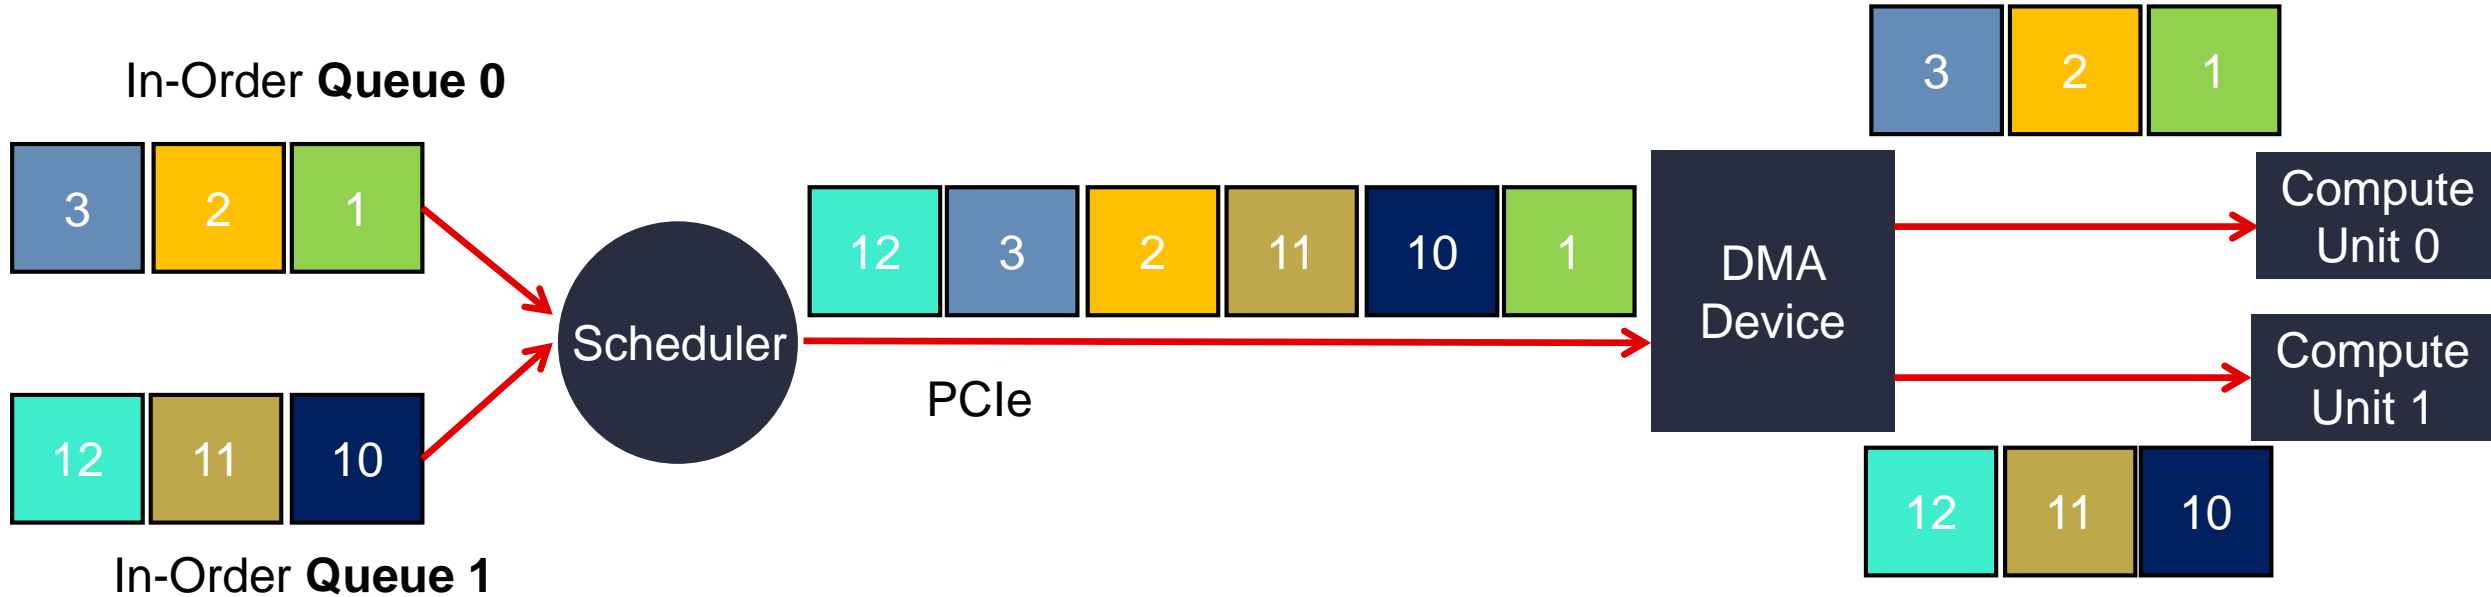 In-Order Queue 0
3 2 1
In-Order Queue 1
12 11 10
Scheduler
12 3 2 11 10 1
PCIe
DMA
Device
3 2 1
Compute
Unit 0
Compute
Unit 1
12 11 10